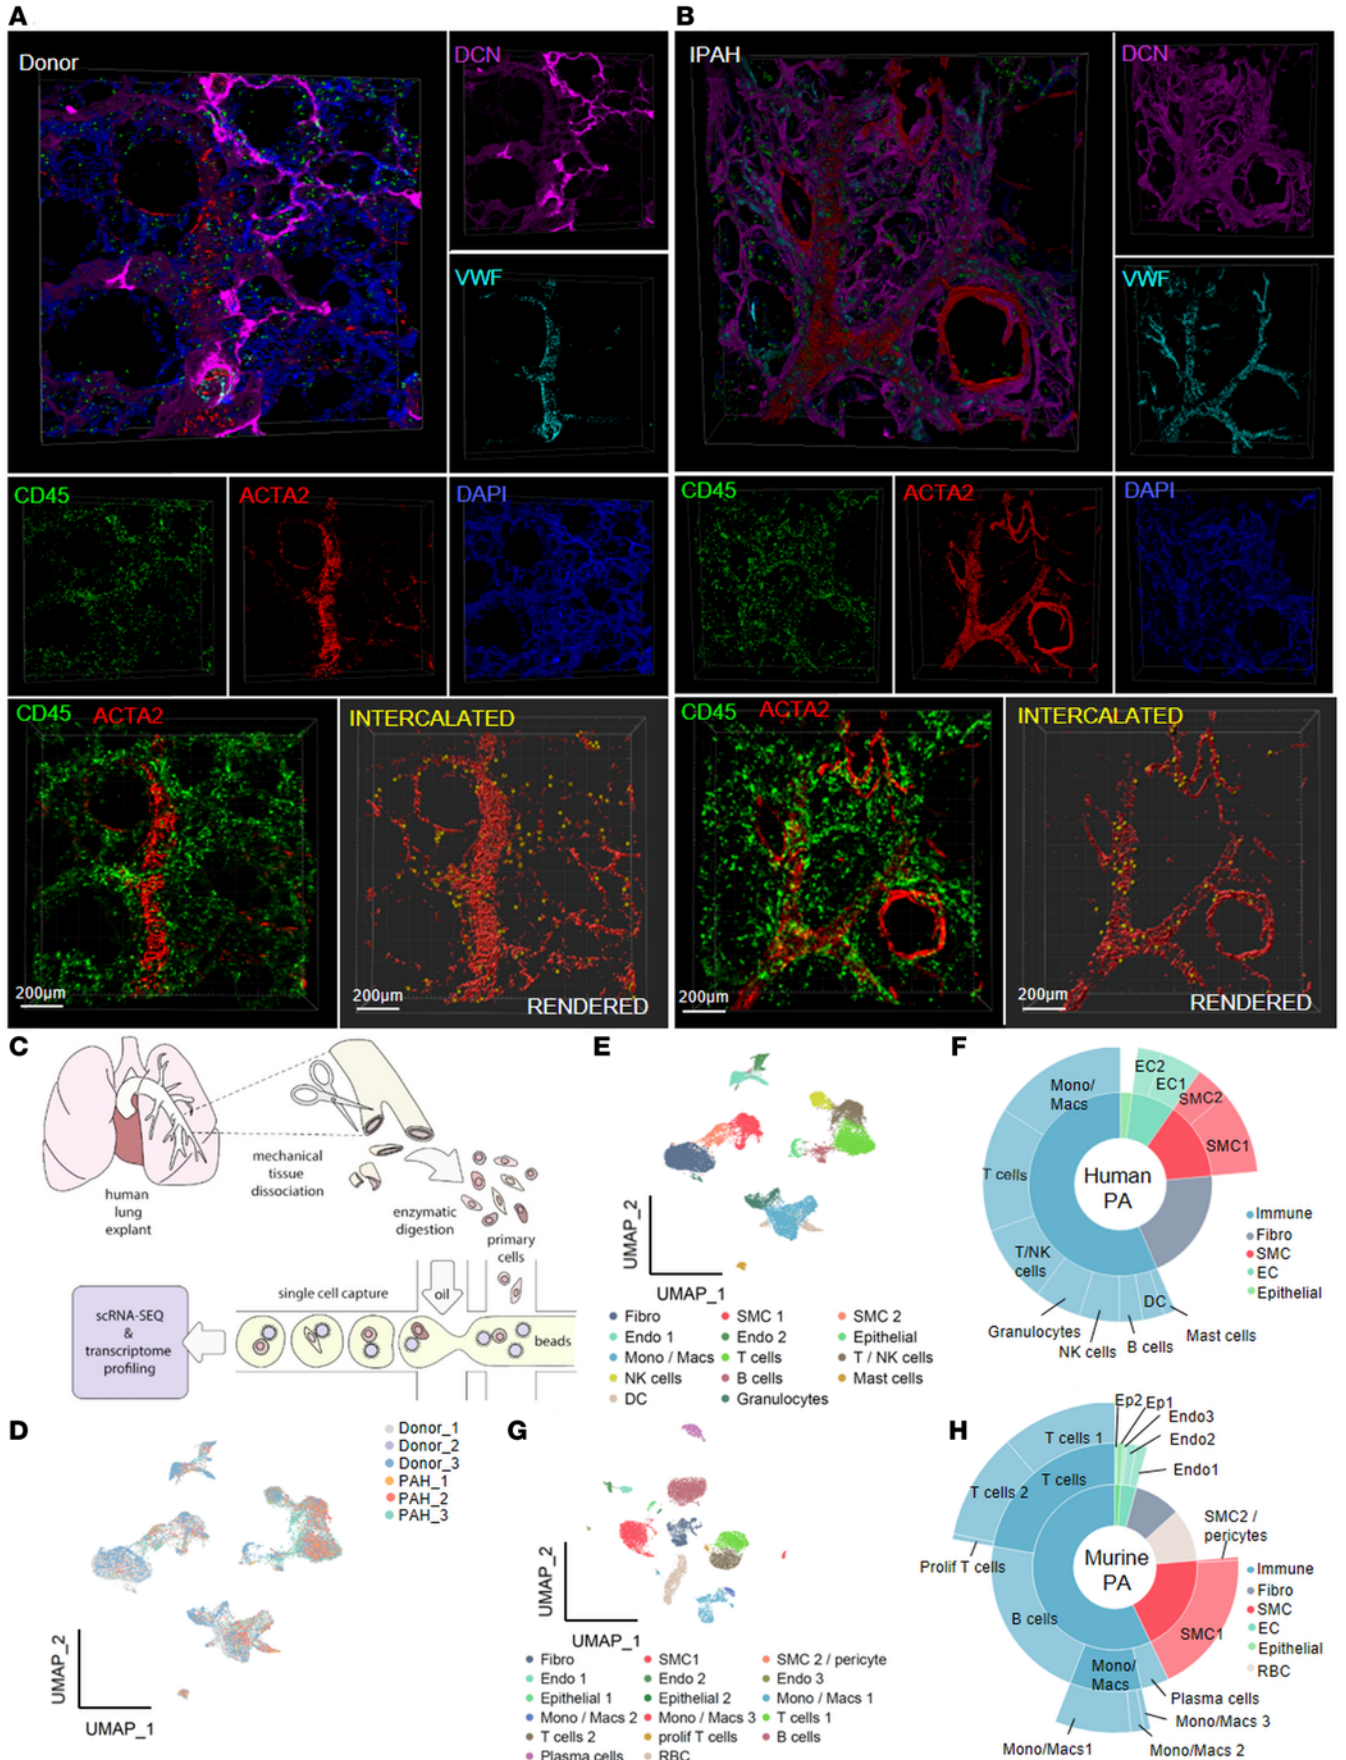 A
B
Donor
DCN
VWF
CD45
ACTA2
DAPI
CD45 ACTA2
200µm
INTERCALATED
200µm
RENDERED
IPAH
DCN
VWF
CD45
ACTA2
DAPI
CD45 ACTA2
200µm
INTERCALATED
200µm
RENDERED
C
human
lung
explant
mechanical
tissue
dissociation
enzymatic
digestion
primary
cells
single cell capture
oil
beads
scRNA-SEQ
&
transcriptome
profiling
E
UMAP_2
UMAP_1
Fibro
SMC 1
SMC 2
Endo 1
Endo 2
Epithelial
Mono / Macs
T cells
T / NK cells
NK cells
B cells
Mast cells
DC
Granulocytes
F
Mono/
Macs
EC2
EC1
SMC2
SMC1
T cells
Human
PA
T/NK
cells
Granulocytes
NK cells
B cells
DC
Mast cells
Immune
Fibro
SMC
EC
Epithelial
D
Donor_1
Donor_2
Donor_3
PAH_1
PAH_2
PAH_3
UMAP_2
UMAP_1
G
UMAP_2
UMAP_1
Fibro
SMC1
SMC 2 / pericyte
Endo 1
Endo 2
Endo 3
Epithelial 1
Epithelial 2
Mono / Macs 1
Mono / Macs 2
Mono / Macs 3
T cells 1
T cells 2
prolif T cells
B cells
Plasma cells
RBC
H
Ep2
Ep1
Endo3
Endo2
Endo1
T cells 1
T cells
T cells 2
SMC2 /
pericytes
Prolif T cells
Murine
PA
B cells
SMC1
Mono/
Macs
Plasma cells
Mono/Macs 3
Mono/Macs1
Mono/Macs 2
Immune
Fibro
SMC
EC
Epithelial
RBC